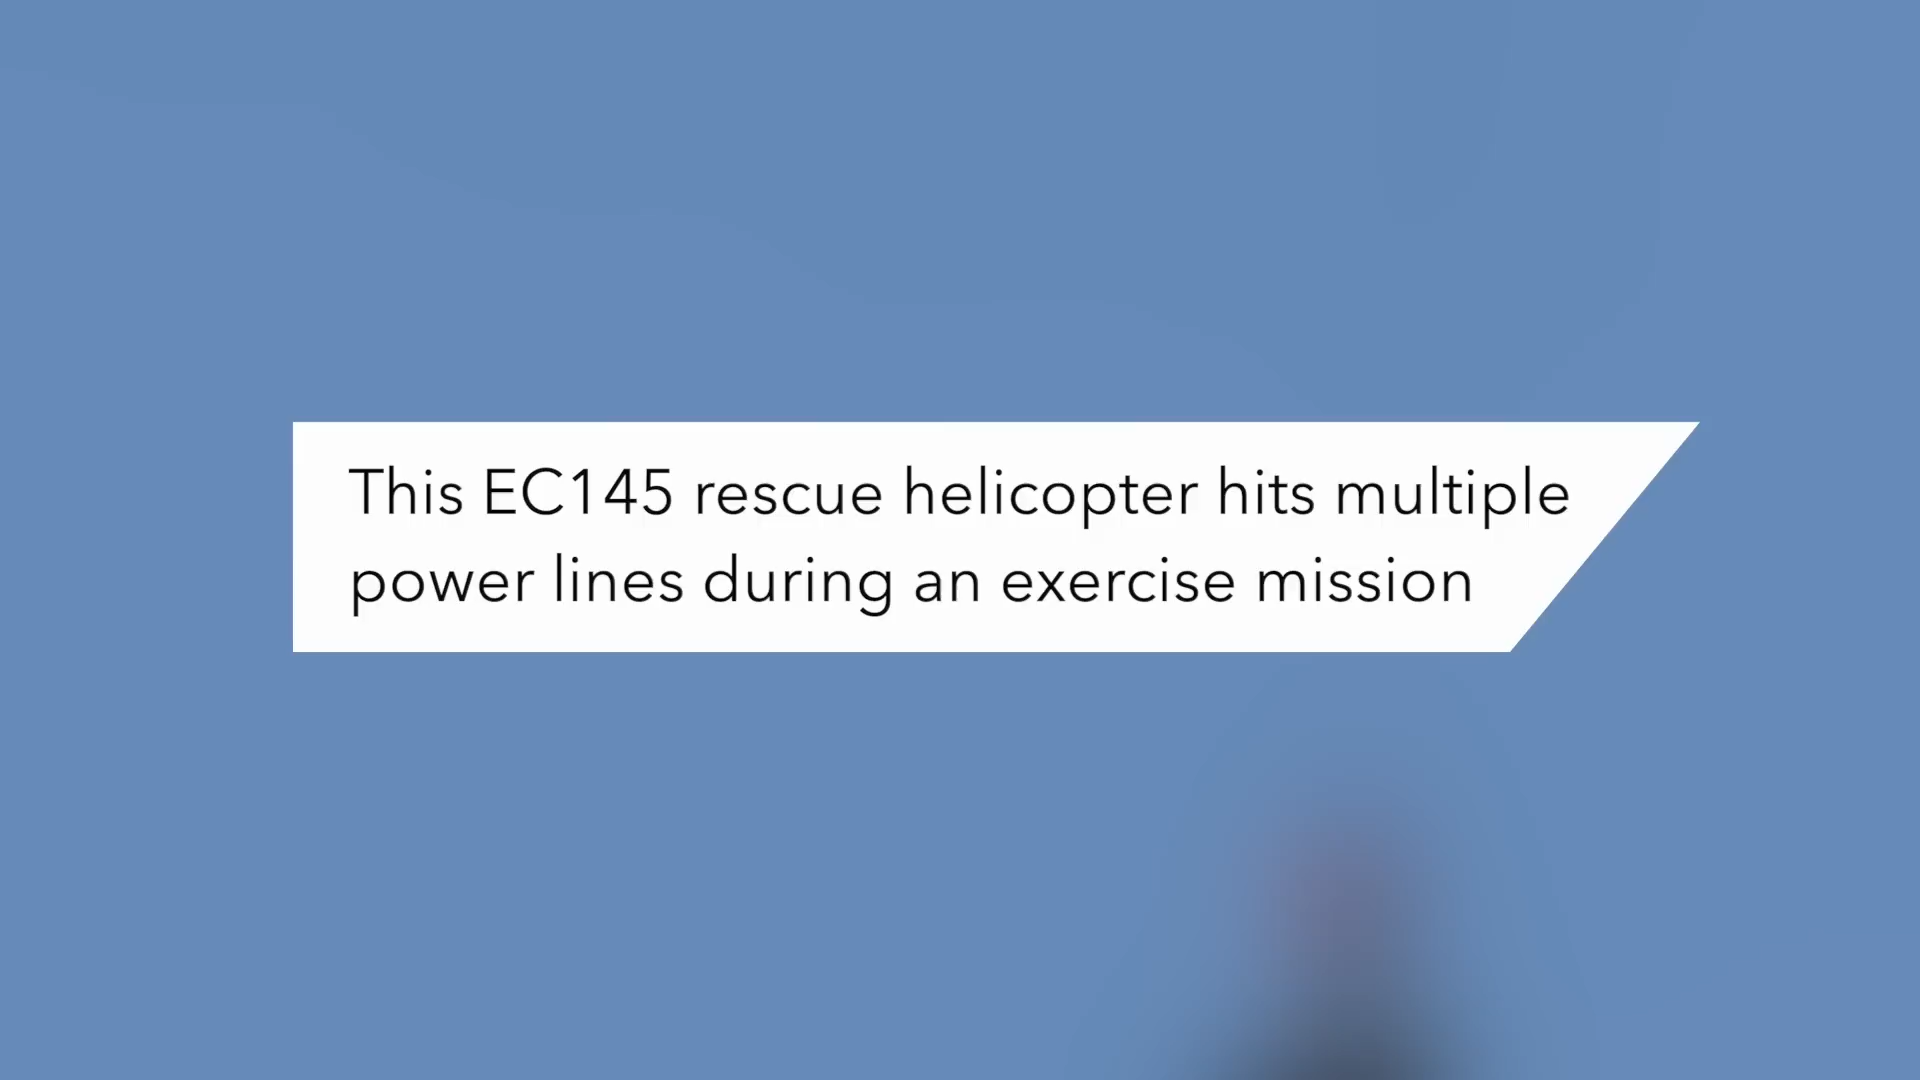 This EC145 rescue helicopter hits multiple
power lines during an exercise mission